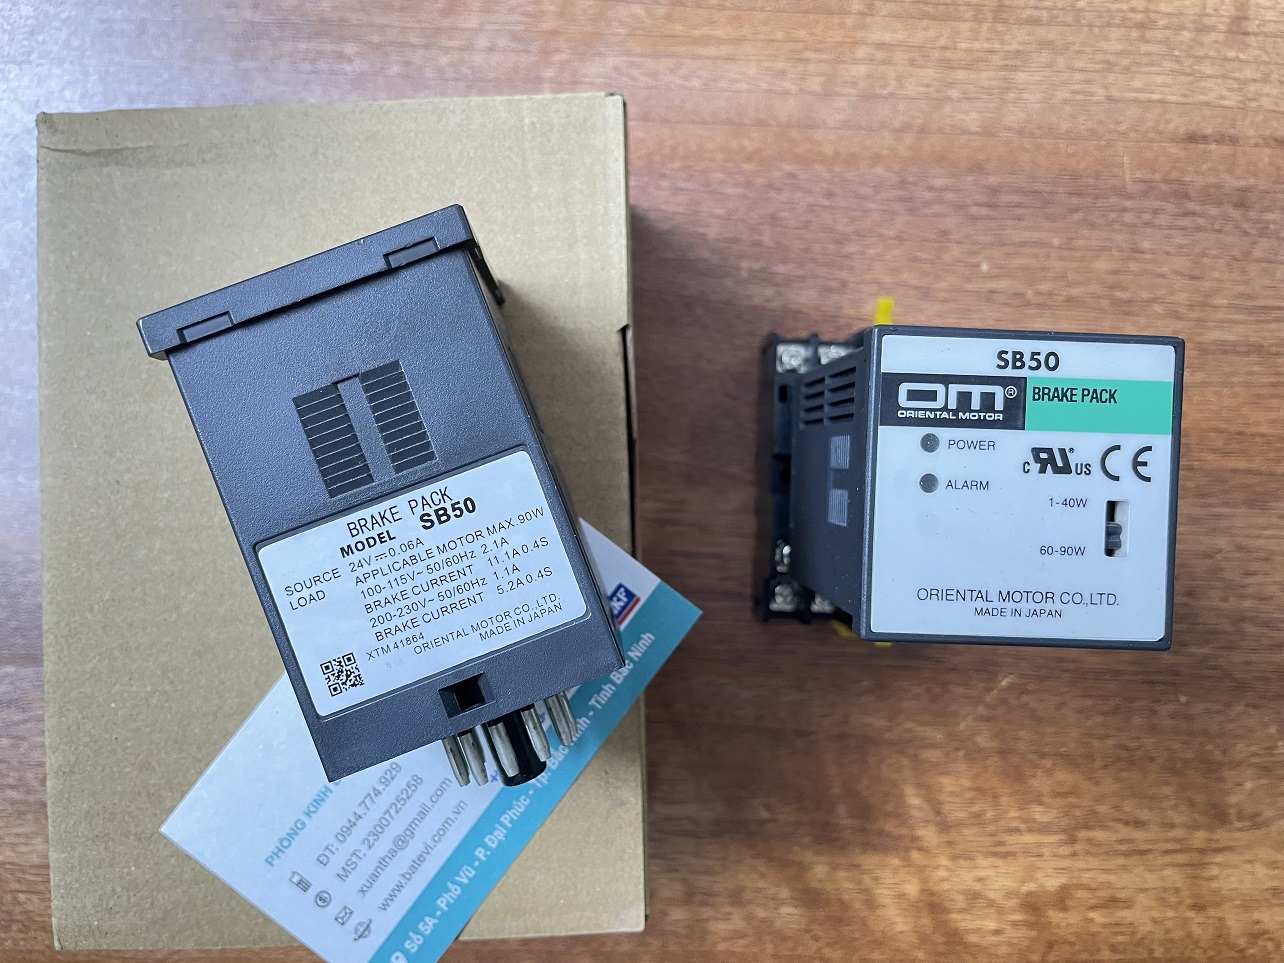 BRAKE PACK
MODEL SB50
SOURCE 24V⎓0.06A
LOAD APPLICABLE MOTOR MAX.90W
100-115V~ 50/60Hz 2.1A
BRAKE CURRENT 11.1A 0.4S
200-230V~ 50/60Hz 1.1A
BRAKE CURRENT 5.2A 0.4S
XTM 41864
ORIENTAL MOTOR CO.,LTD.
MADE IN JAPAN
PHÒNG KINH
ĐT: 0944.774.929
MST: 2300725258
xuantha@gmail.com
www.batevi.com.vn
Số 5A - Phố Vũ - P. Đại Phúc - Tp. Bắc Ninh - Tỉnh Bắc Ninh
SB50
OM®
ORIENTAL MOTOR
BRAKE PACK
POWER
ALARM
C RU® US CE
1-40W
60-90W
ORIENTAL MOTOR CO.,LTD.
MADE IN JAPAN